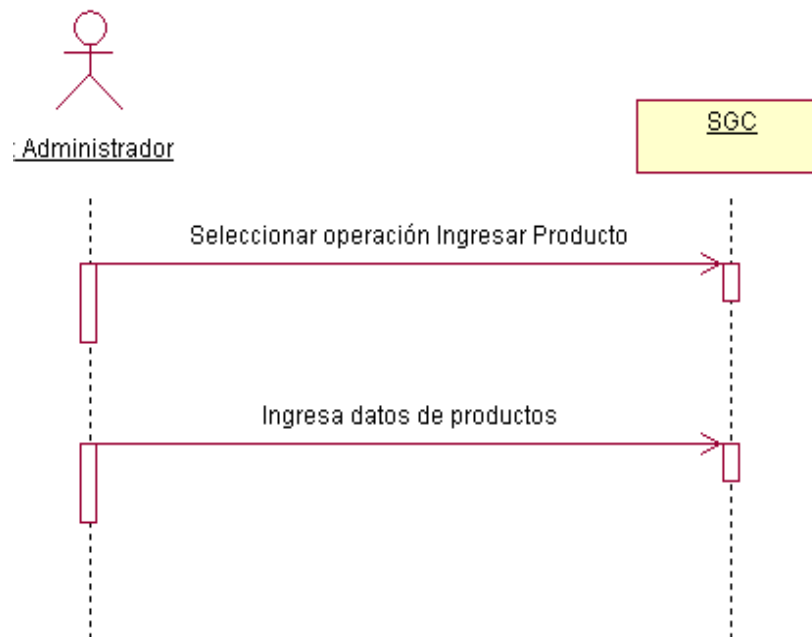 : Administrador
SGC
Seleccionar operación Ingresar Producto
Ingresa datos de productos